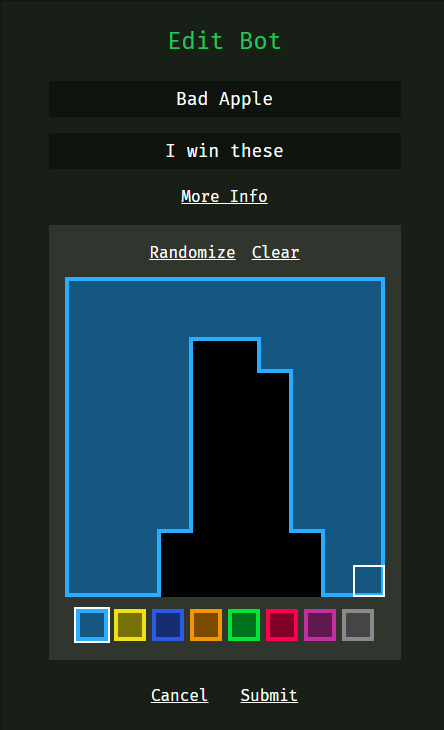 Edit Bot
Bad Apple
I win these
More Info
Randomize Clear
Cancel Submit